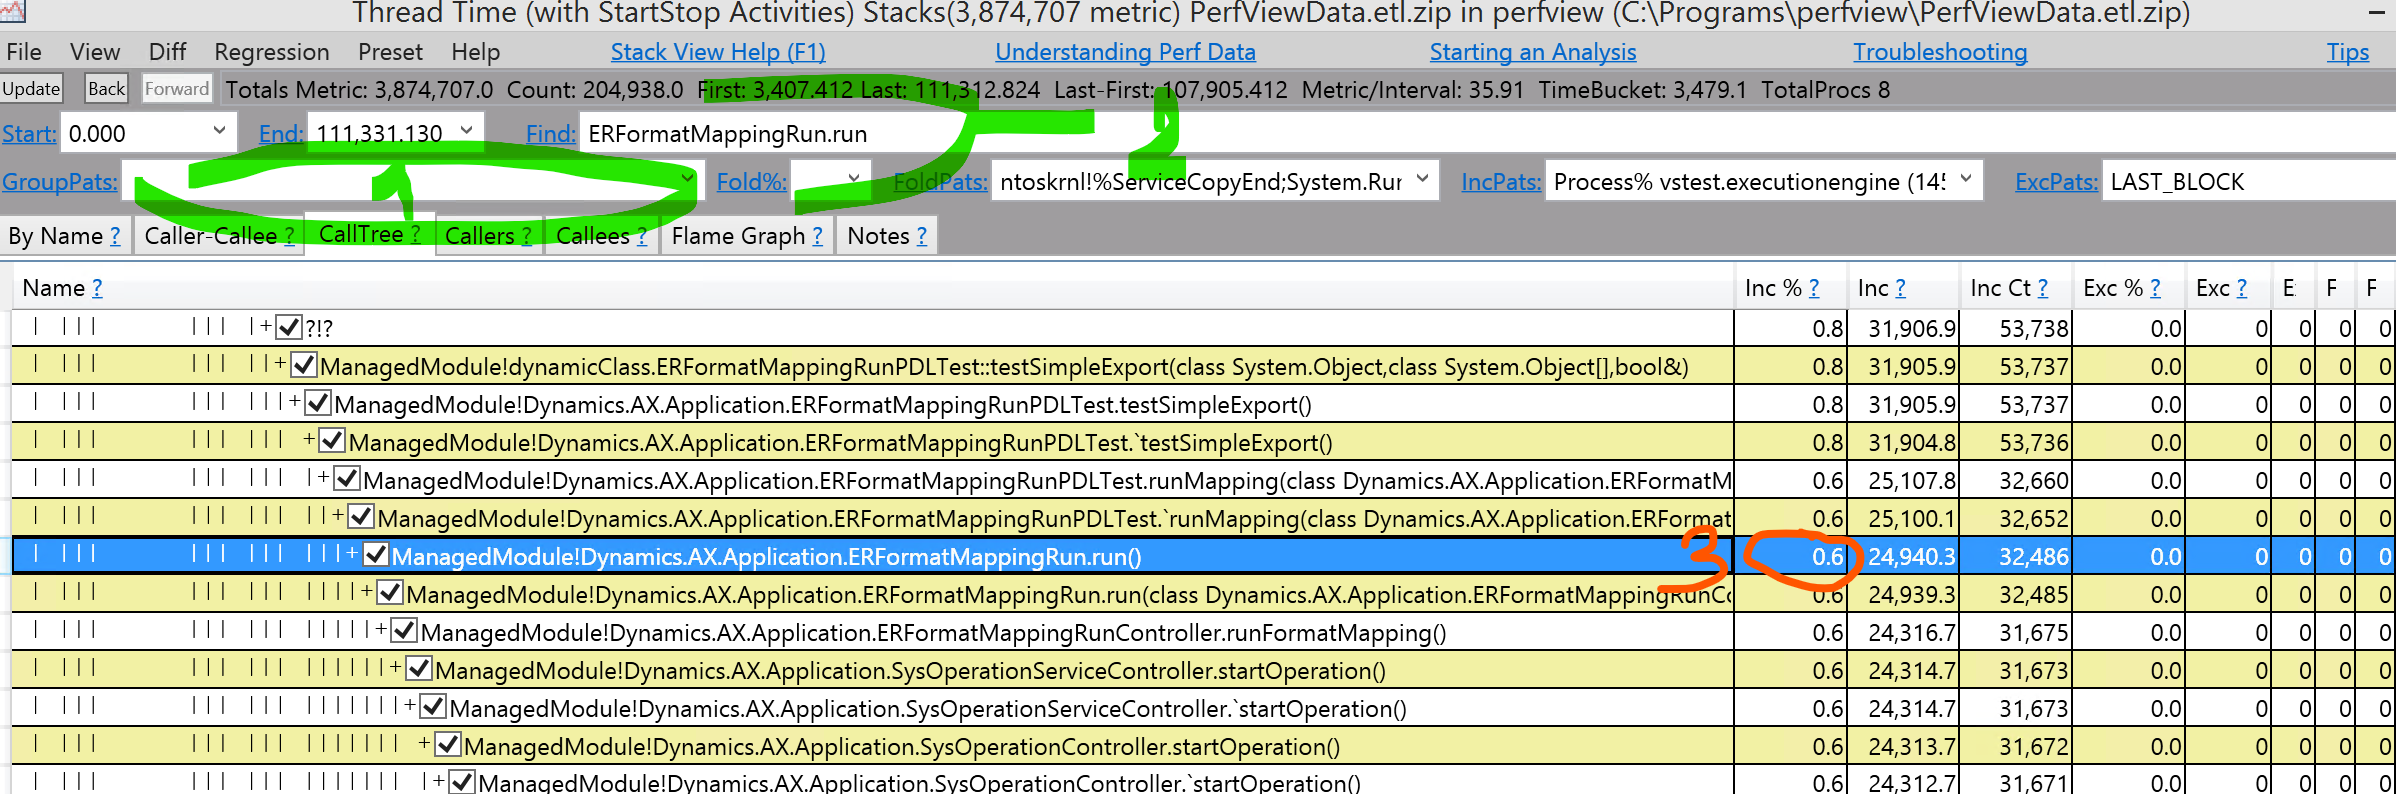 Thread Time (with StartStop Activities) Stacks(3,874,707 metric) PerfViewData.etl.zip in perfview (C:\Programs\perfview\PerfViewData.etl.zip)
File View Diff Regression Preset Help Stack View Help (F1) Understanding Perf Data Starting an Analysis Troubleshooting Tips
Update Back Forward Totals Metric: 3,874,707.0 Count: 204,938.0 First: 3,407.412 Last: 111,312.824 Last-First: 107,905.412 Metric/Interval: 35.91 TimeBucket: 3,479.1 TotalProcs 8
Start: 0.000 End: 111,331.130 Find: ERFormatMappingRun.run
GroupPats: 1 Fold%: FoldPats: ntoskrnl!%ServiceCopyEnd;System.Rur 2 IncPats: Process% vstest.executionengine (145 ExcPats: LAST_BLOCK
By Name ? Caller-Callee ? CallTree ? Callers ? Callees ? Flame Graph ? Notes ?
Name ? Inc % ? Inc ? Inc Ct ? Exc % ? Exc ? E F F
| ||| ||| |+ ?!? 0.8 31,906.9 53,738 0.0 0 0 0 0
| ||| ||| ||+ ManagedModule!dynamicClass.ERFormatMappingRunPDLTest::testSimpleExport(class System.Object,class System.Object[],bool&) 0.8 31,905.9 53,737 0.0 0 0 0 0
| ||| ||| |||+ ManagedModule!Dynamics.AX.Application.ERFormatMappingRunPDLTest.testSimpleExport() 0.8 31,905.9 53,737 0.0 0 0 0 0
| ||| ||| ||| + ManagedModule!Dynamics.AX.Application.ERFormatMappingRunPDLTest.`testSimpleExport() 0.8 31,904.8 53,736 0.0 0 0 0 0
| ||| ||| ||| |+ ManagedModule!Dynamics.AX.Application.ERFormatMappingRunPDLTest.runMapping(class Dynamics.AX.Application.ERFormatM 0.6 25,107.8 32,660 0.0 0 0 0 0
| ||| ||| ||| ||+ ManagedModule!Dynamics.AX.Application.ERFormatMappingRunPDLTest.`runMapping(class Dynamics.AX.Application.ERFormat 0.6 25,100.1 32,652 0.0 0 0 0 0
| ||| ||| ||| |||+ ManagedModule!Dynamics.AX.Application.ERFormatMappingRun.run() 3 0.6 24,940.3 32,486 0.0 0 0 0 0
| ||| ||| ||| ||||+ ManagedModule!Dynamics.AX.Application.ERFormatMappingRun.run(class Dynamics.AX.Application.ERFormatMappingRunCo 0.6 24,939.3 32,485 0.0 0 0 0 0
| ||| ||| ||| |||||+ ManagedModule!Dynamics.AX.Application.ERFormatMappingRunController.runFormatMapping() 0.6 24,316.7 31,675 0.0 0 0 0 0
| ||| ||| ||| ||||||+ ManagedModule!Dynamics.AX.Application.SysOperationServiceController.startOperation() 0.6 24,314.7 31,673 0.0 0 0 0 0
| ||| ||| ||| |||||||+ ManagedModule!Dynamics.AX.Application.SysOperationServiceController.`startOperation() 0.6 24,314.7 31,673 0.0 0 0 0 0
| ||| ||| ||| ||||||| + ManagedModule!Dynamics.AX.Application.SysOperationController.startOperation() 0.6 24,313.7 31,672 0.0 0 0 0 0
| ||| ||| ||| ||||||| |+ ManagedModule!Dynamics.AX.Application.SysOperationController.`startOperation() 0.6 24,312.7 31,671 0.0 0 0 0 0